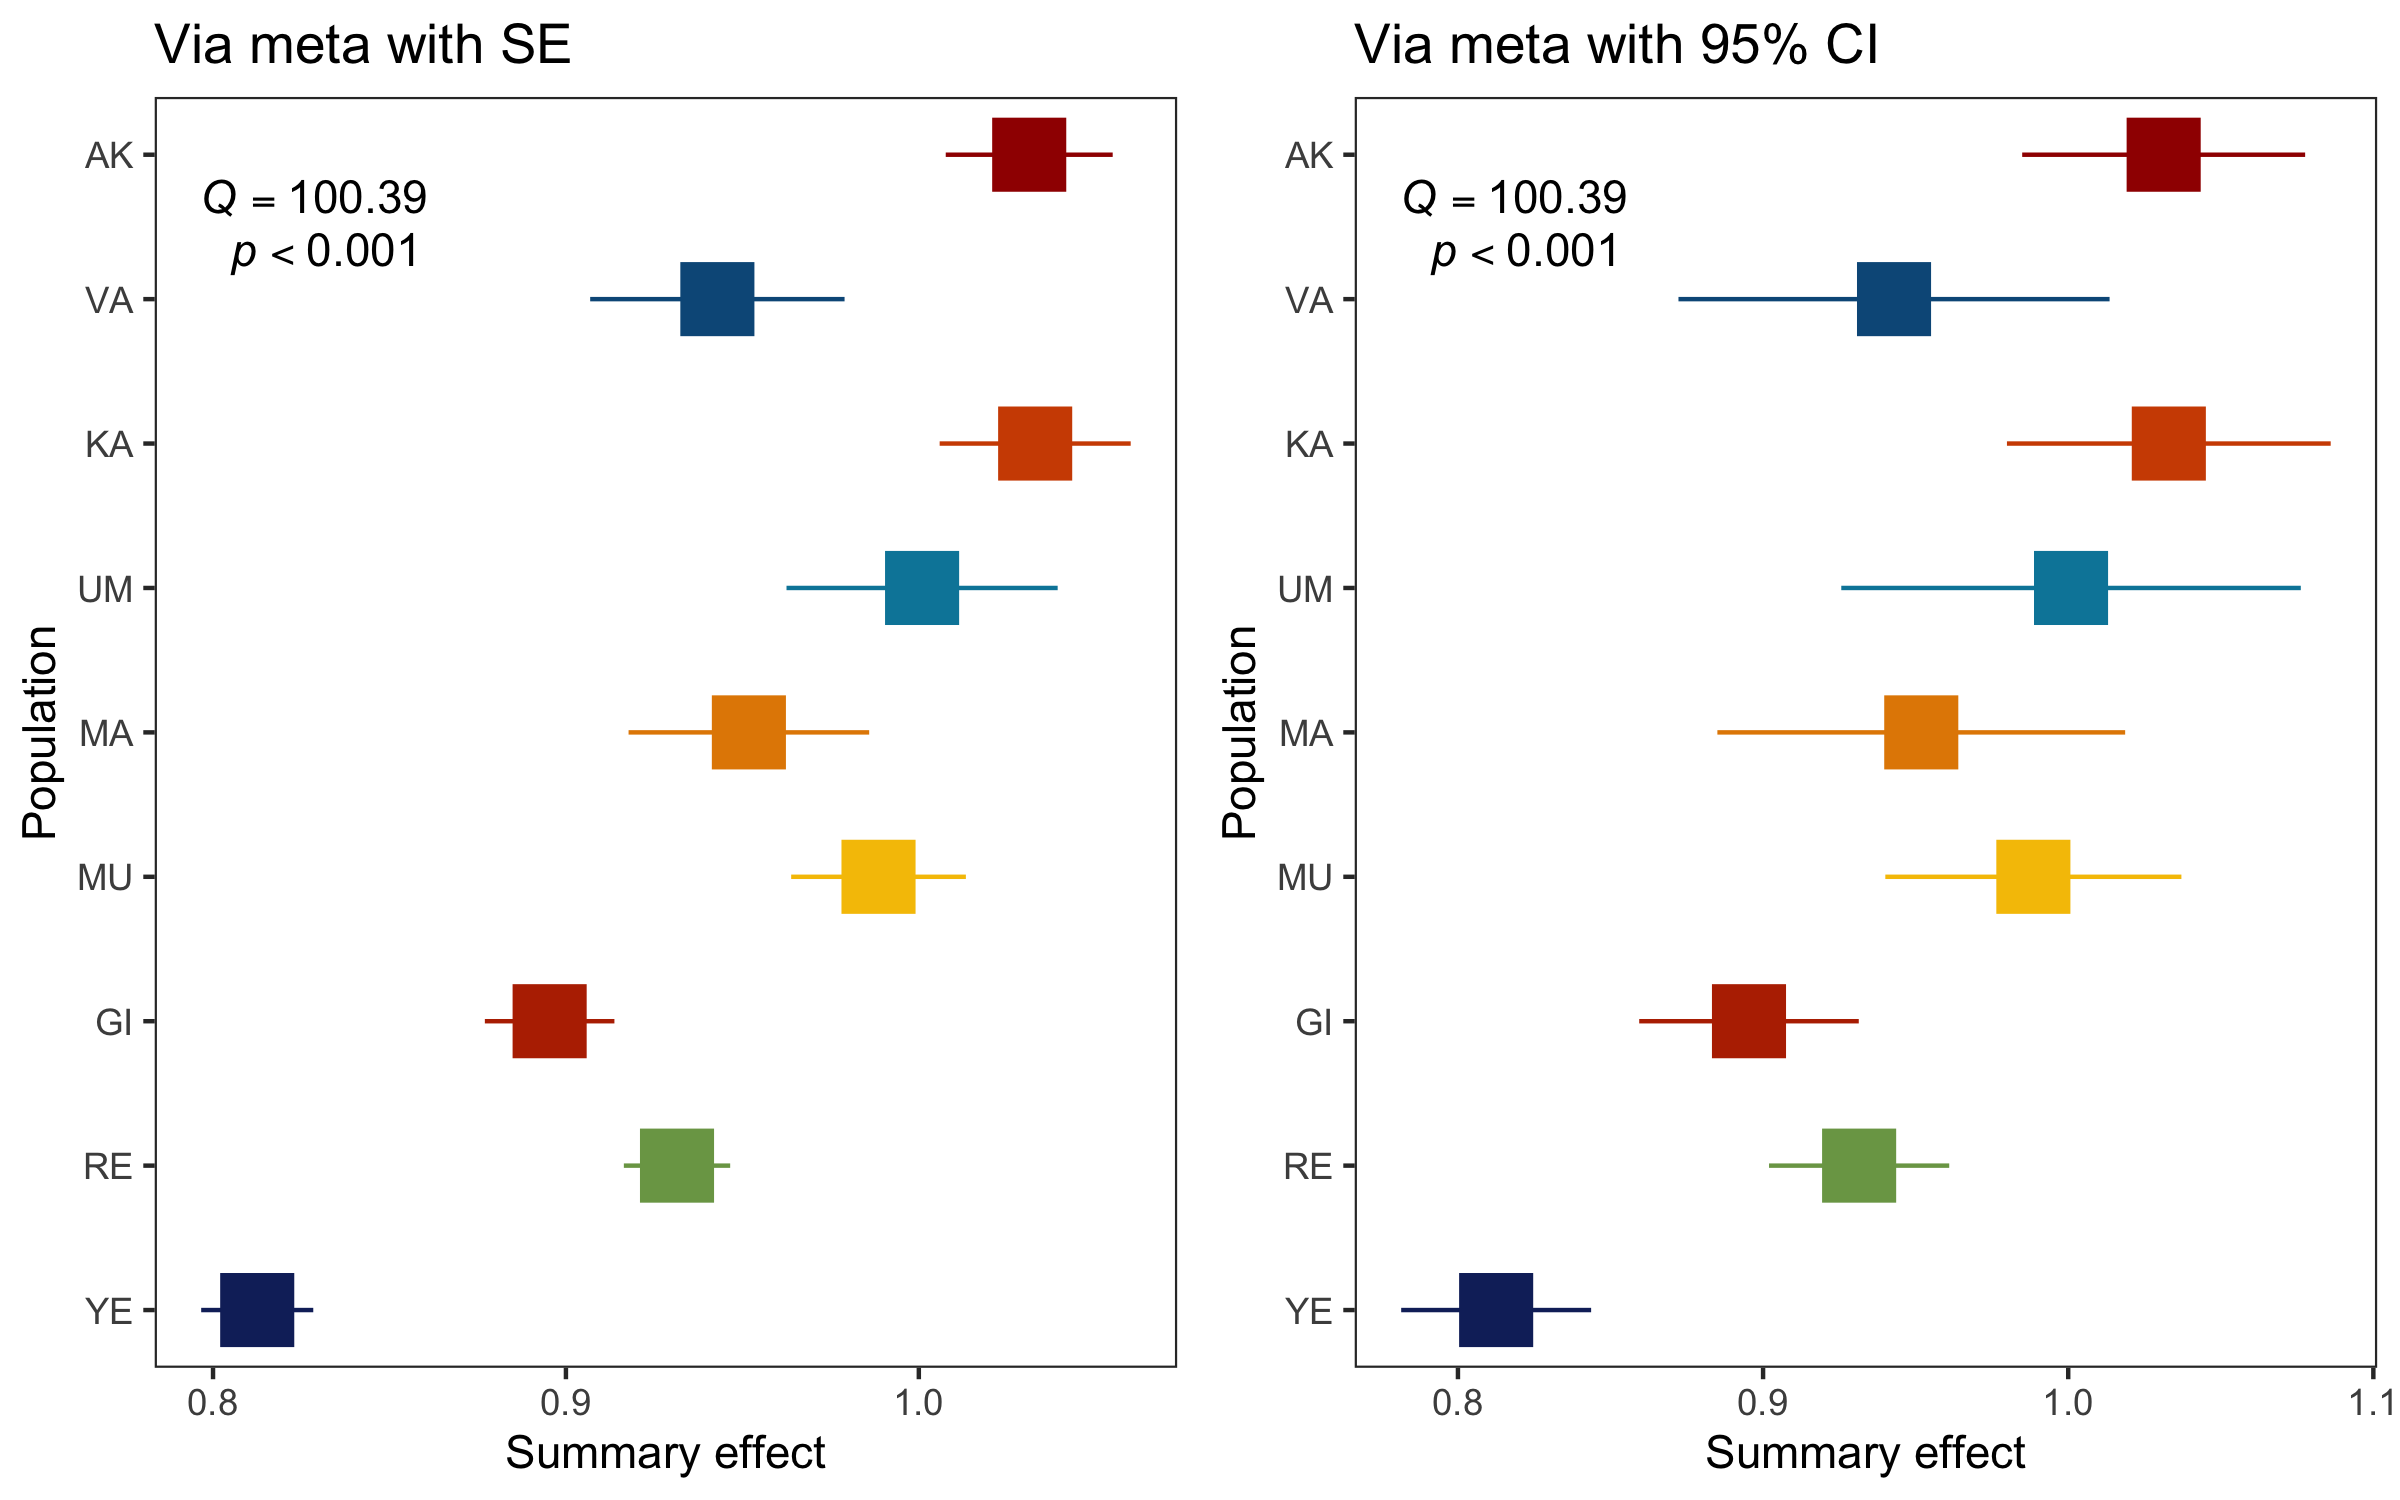 Via meta with SE
AK
Q = 100.39
p < 0.001
VA
KA
UM
MA
MU
GI
RE
YE
Population
0.8 0.9 1.0
Summary effect
Via meta with 95% CI
AK
Q = 100.39
p < 0.001
VA
KA
UM
MA
MU
GI
RE
YE
Population
0.8 0.9 1.0 1.1
Summary effect